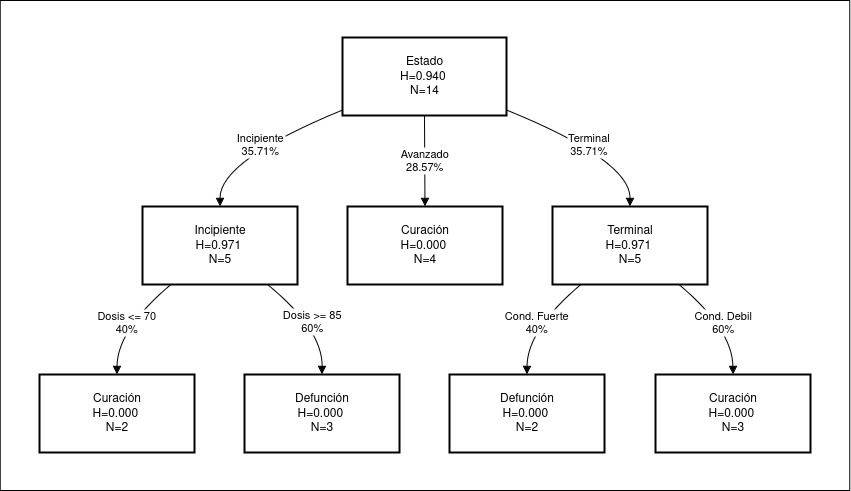 Estado
H=0.940
N=14
Incipiente
35.71%
Avanzado
28.57%
Terminal
35.71%
Incipiente
H=0.971
N=5
Curación
H=0.000
N=4
Terminal
H=0.971
N=5
Dosis <= 70
40%
Dosis >= 85
60%
Cond. Fuerte
40%
Cond. Debil
60%
Curación
H=0.000
N=2
Defunción
H=0.000
N=3
Defunción
H=0.000
N=2
Curación
H=0.000
N=3